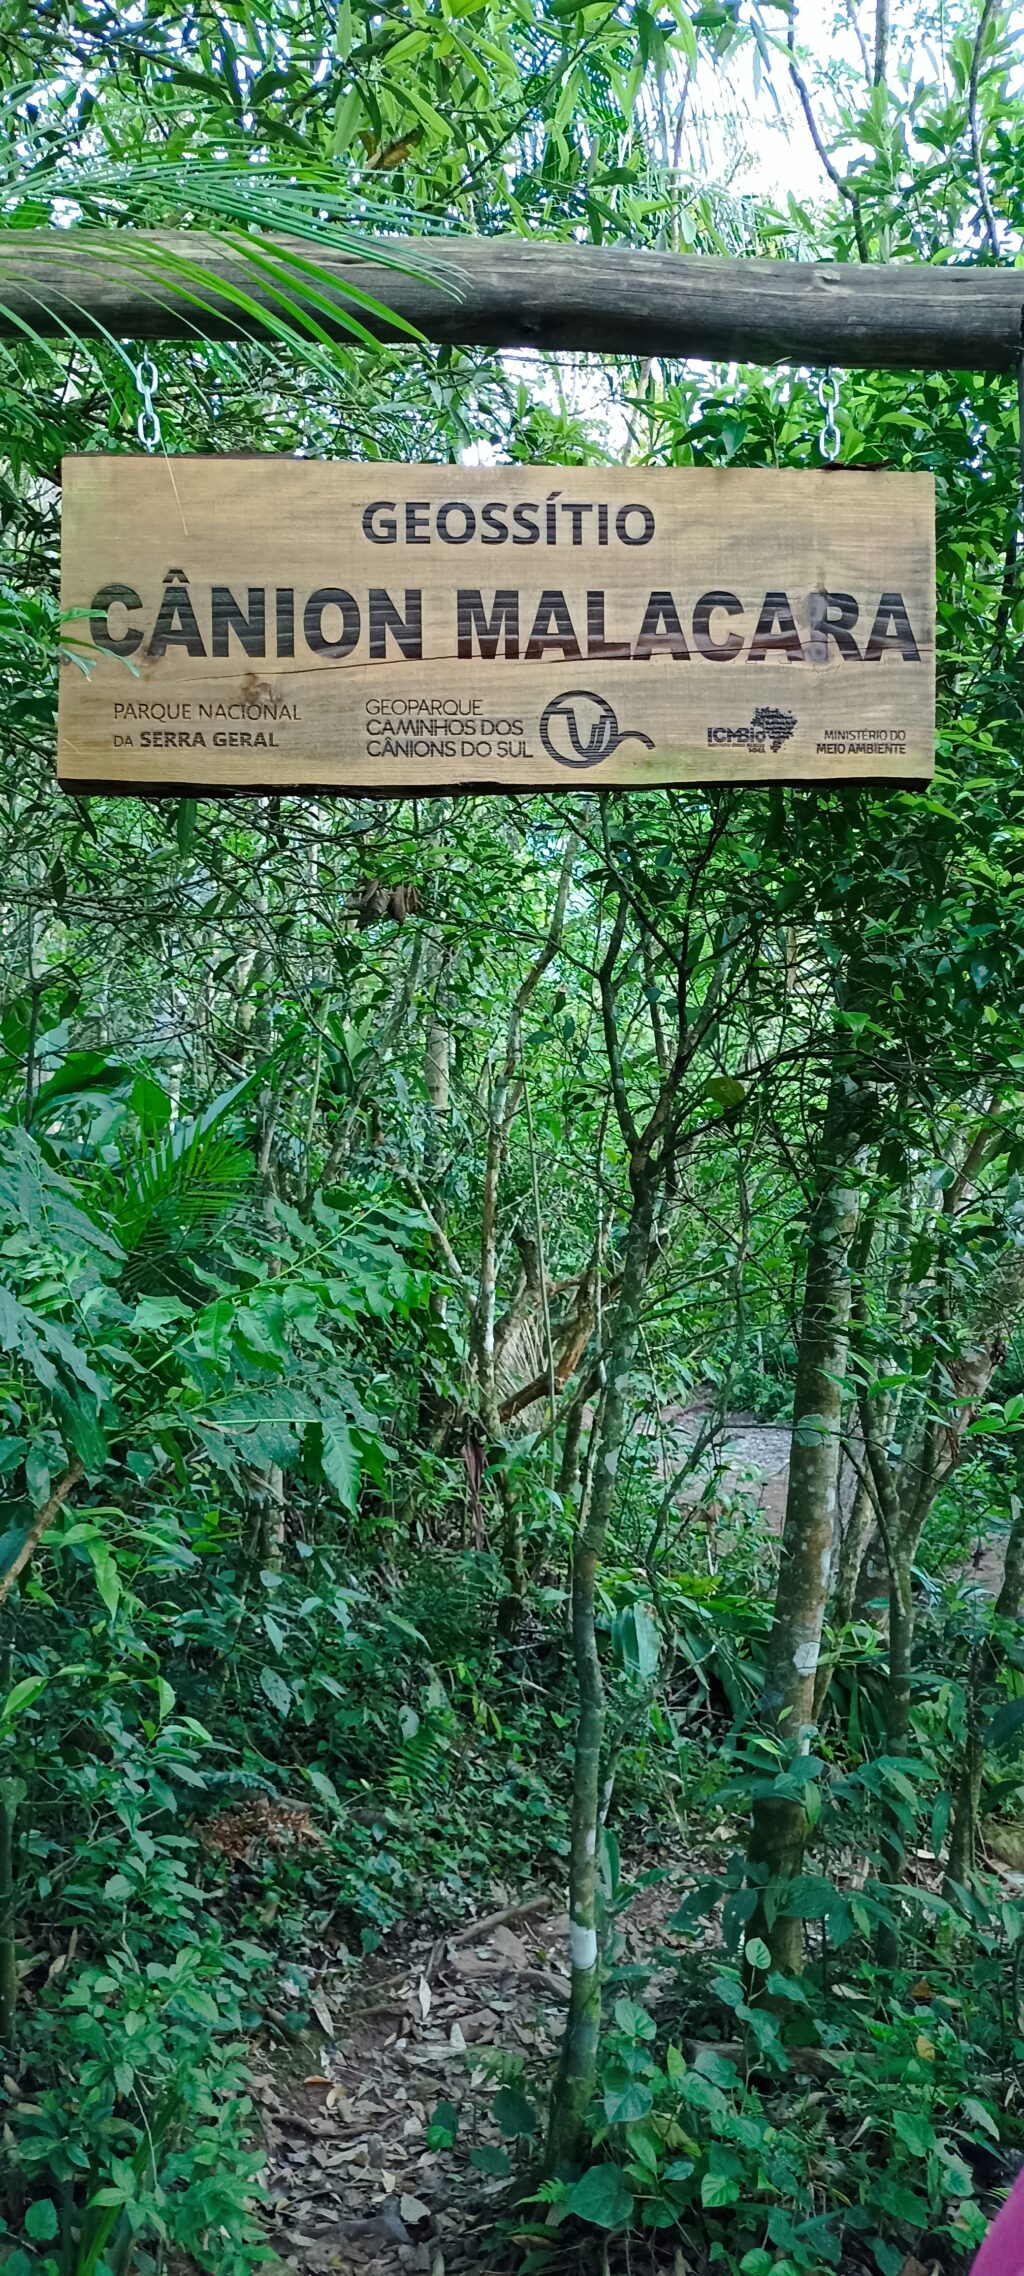 GEOSSÍTIO
CÂNION MALACARA
PARQUE NACIONAL
DA SERRA GERAL
GEOPARQUE
CAMINHOS DOS
CÂNIONS DO SUL
ICMBio
MMA
MINISTÉRIO DO
MEIO AMBIENTE